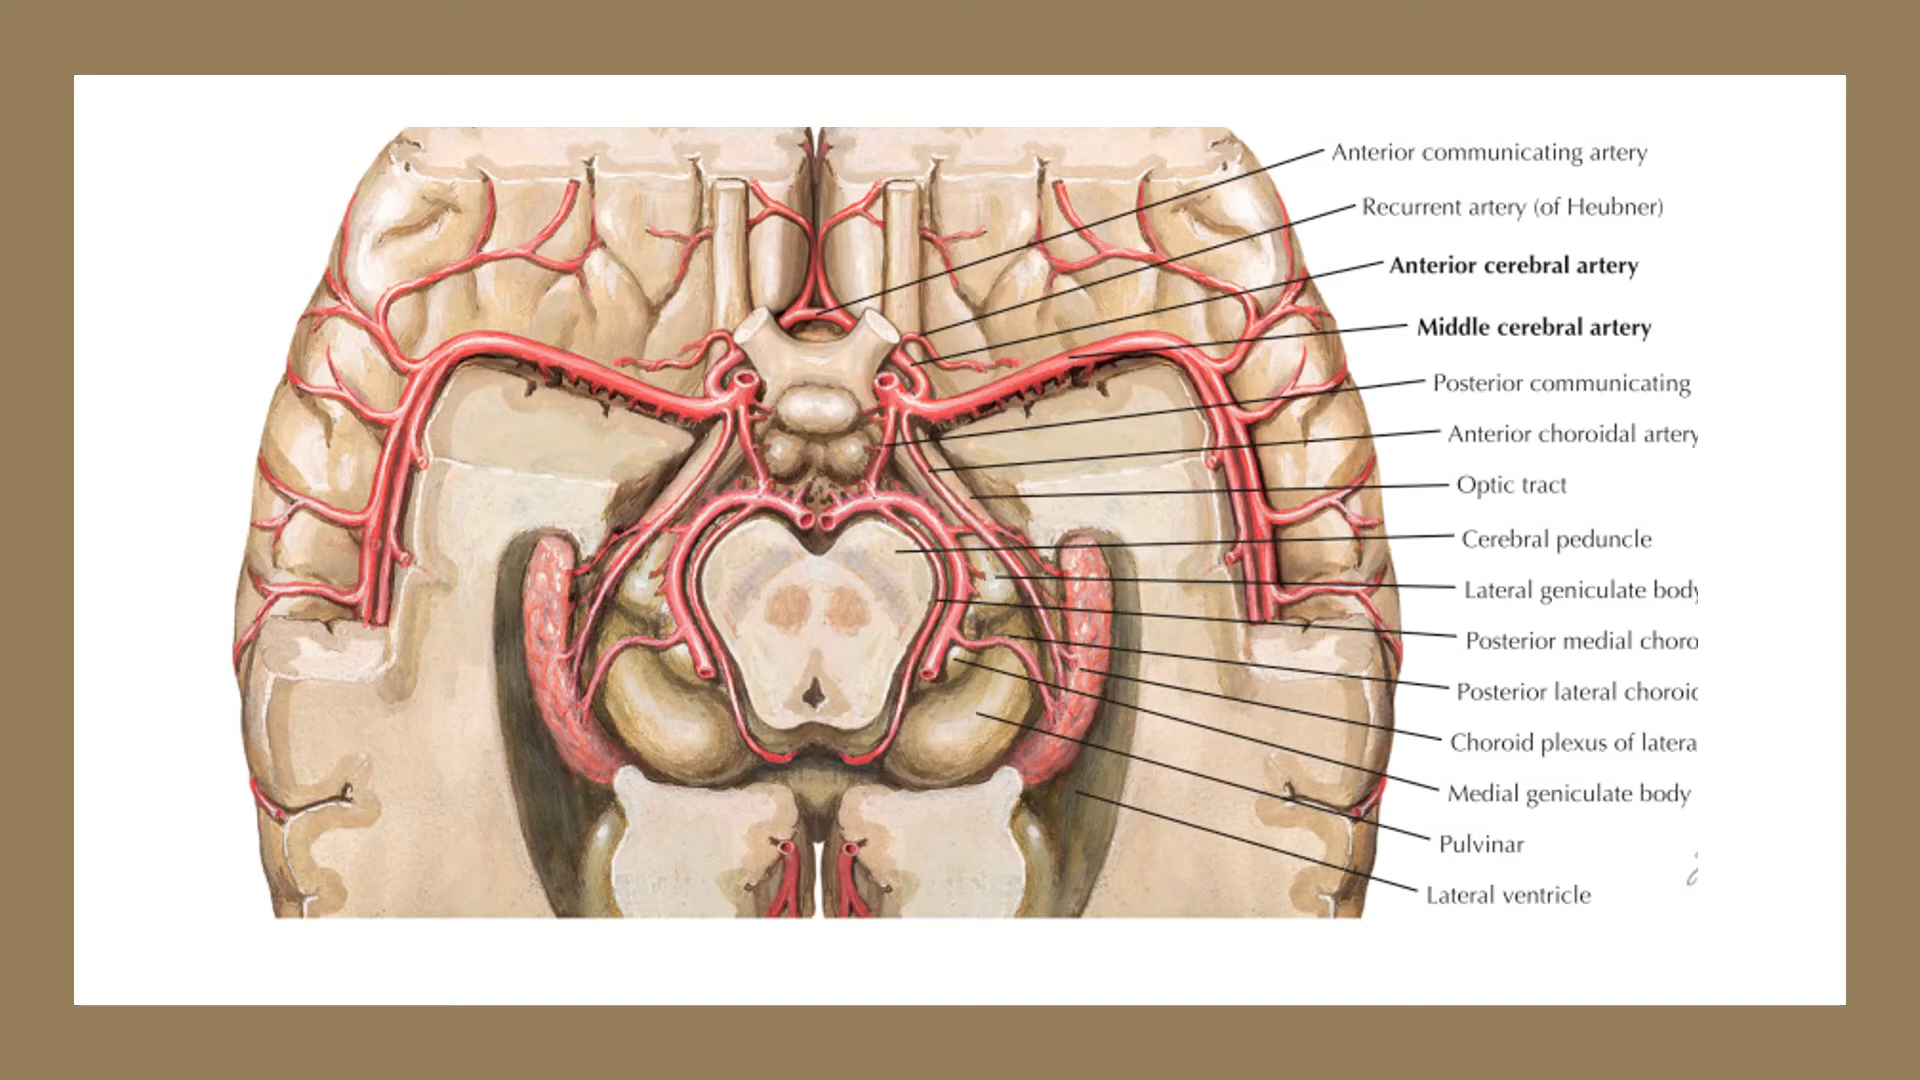 Anterior communicating artery
Recurrent artery (of Heubner)
Anterior cerebral artery
Middle cerebral artery
Posterior communicating
Anterior choroidal artery
Optic tract
Cerebral peduncle
Lateral geniculate body
Posterior medial choro
Posterior lateral choroid
Choroid plexus of latera
Medial geniculate body
Pulvinar
Lateral ventricle